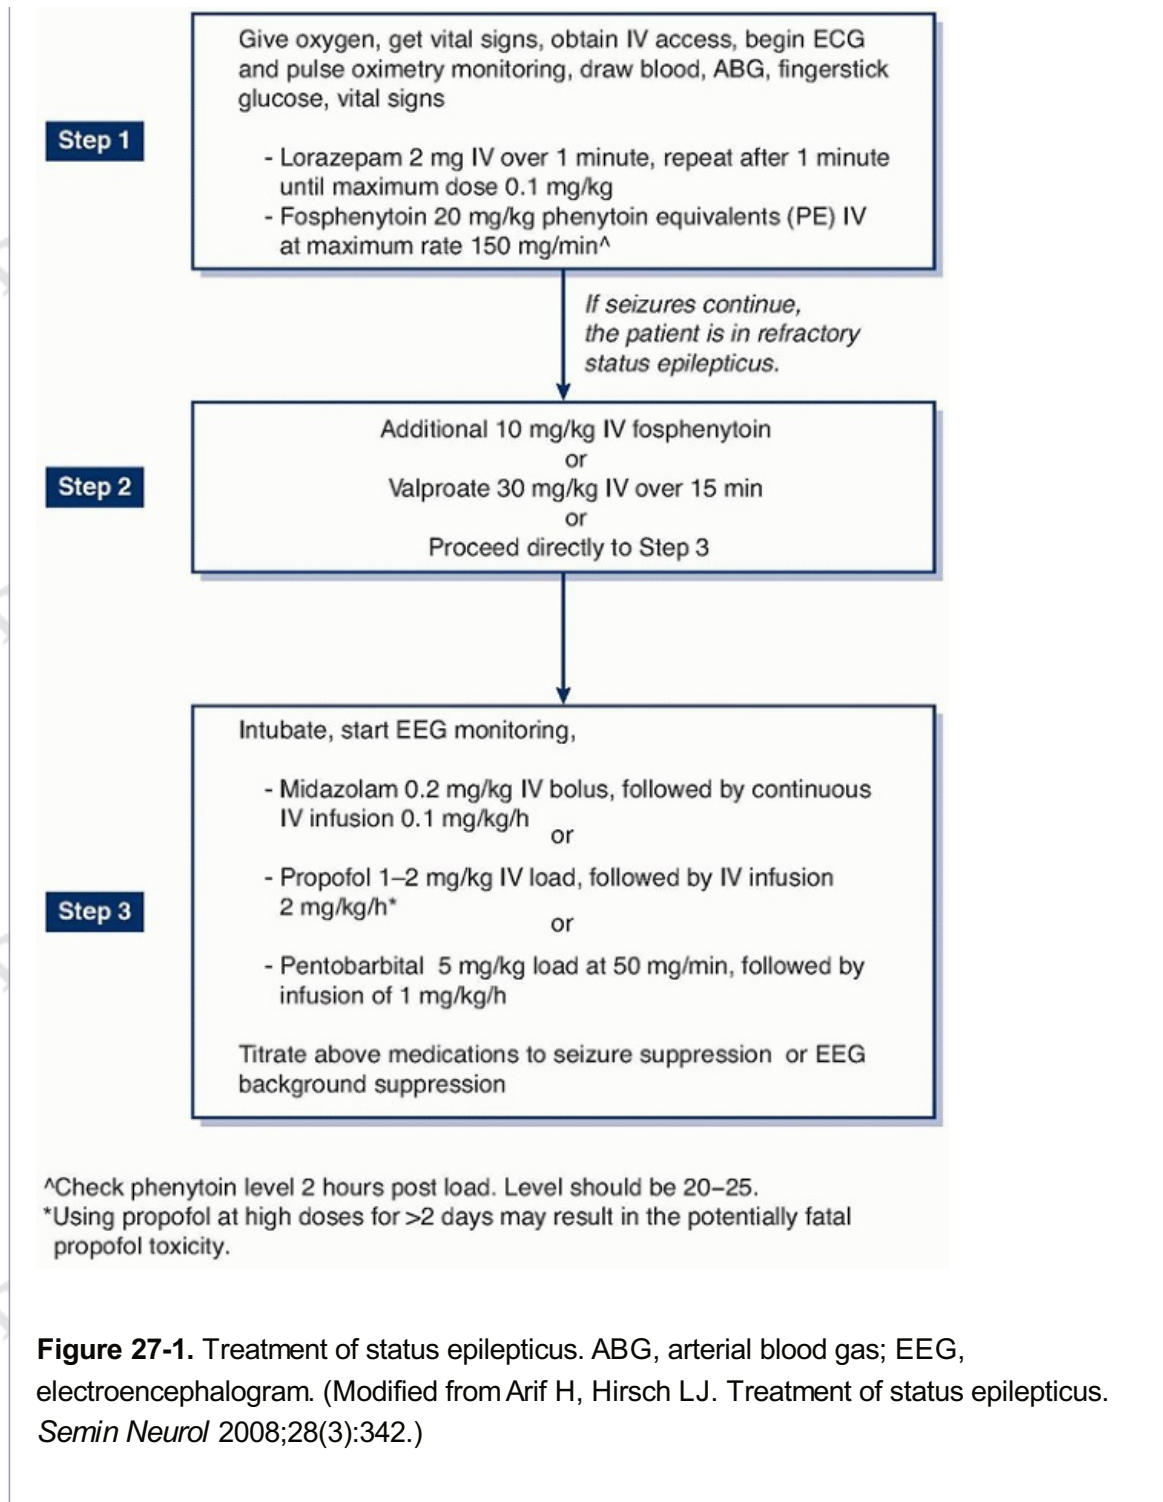 Give oxygen, get vital signs, obtain IV access, begin ECG
and pulse oximetry monitoring, draw blood, ABG, fingerstick
glucose, vital signs
Step 1
- Lorazepam 2 mg IV over 1 minute, repeat after 1 minute
until maximum dose 0.1 mg/kg
- Fosphenytoin 20 mg/kg phenytoin equivalents (PE) IV
at maximum rate 150 mg/min^
If seizures continue,
the patient is in refractory
status epilepticus.
Step 2
Additional 10 mg/kg IV fosphenytoin
or
Valproate 30 mg/kg IV over 15 min
or
Proceed directly to Step 3
Step 3
Intubate, start EEG monitoring,
- Midazolam 0.2 mg/kg IV bolus, followed by continuous
IV infusion 0.1 mg/kg/h
or
- Propofol 1–2 mg/kg IV load, followed by IV infusion
2 mg/kg/h*
or
- Pentobarbital 5 mg/kg load at 50 mg/min, followed by
infusion of 1 mg/kg/h
Titrate above medications to seizure suppression or EEG
background suppression
^Check phenytoin level 2 hours post load. Level should be 20–25.
*Using propofol at high doses for >2 days may result in the potentially fatal
propofol toxicity.
Figure 27-1. Treatment of status epilepticus. ABG, arterial blood gas; EEG,
electroencephalogram. (Modified from Arif H, Hirsch LJ. Treatment of status epilepticus.
Semin Neurol 2008;28(3):342.)